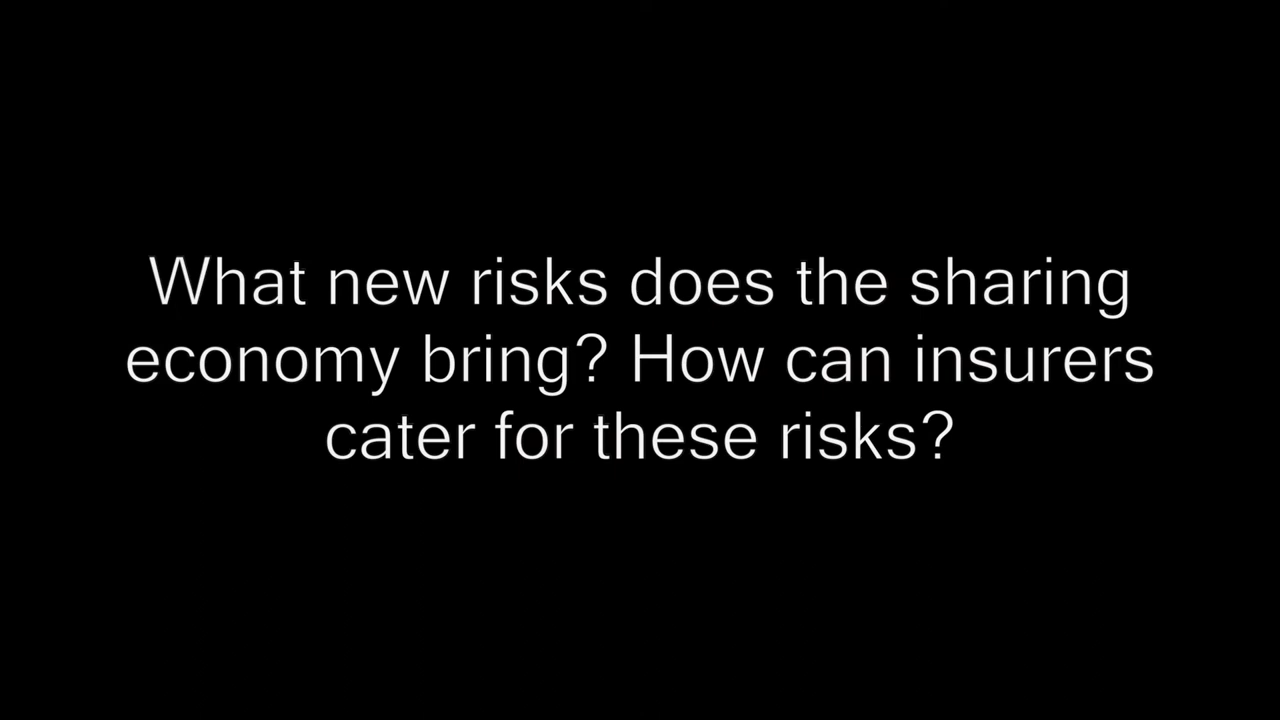 What new risks does the sharing
economy bring? How can insurers
cater for these risks?